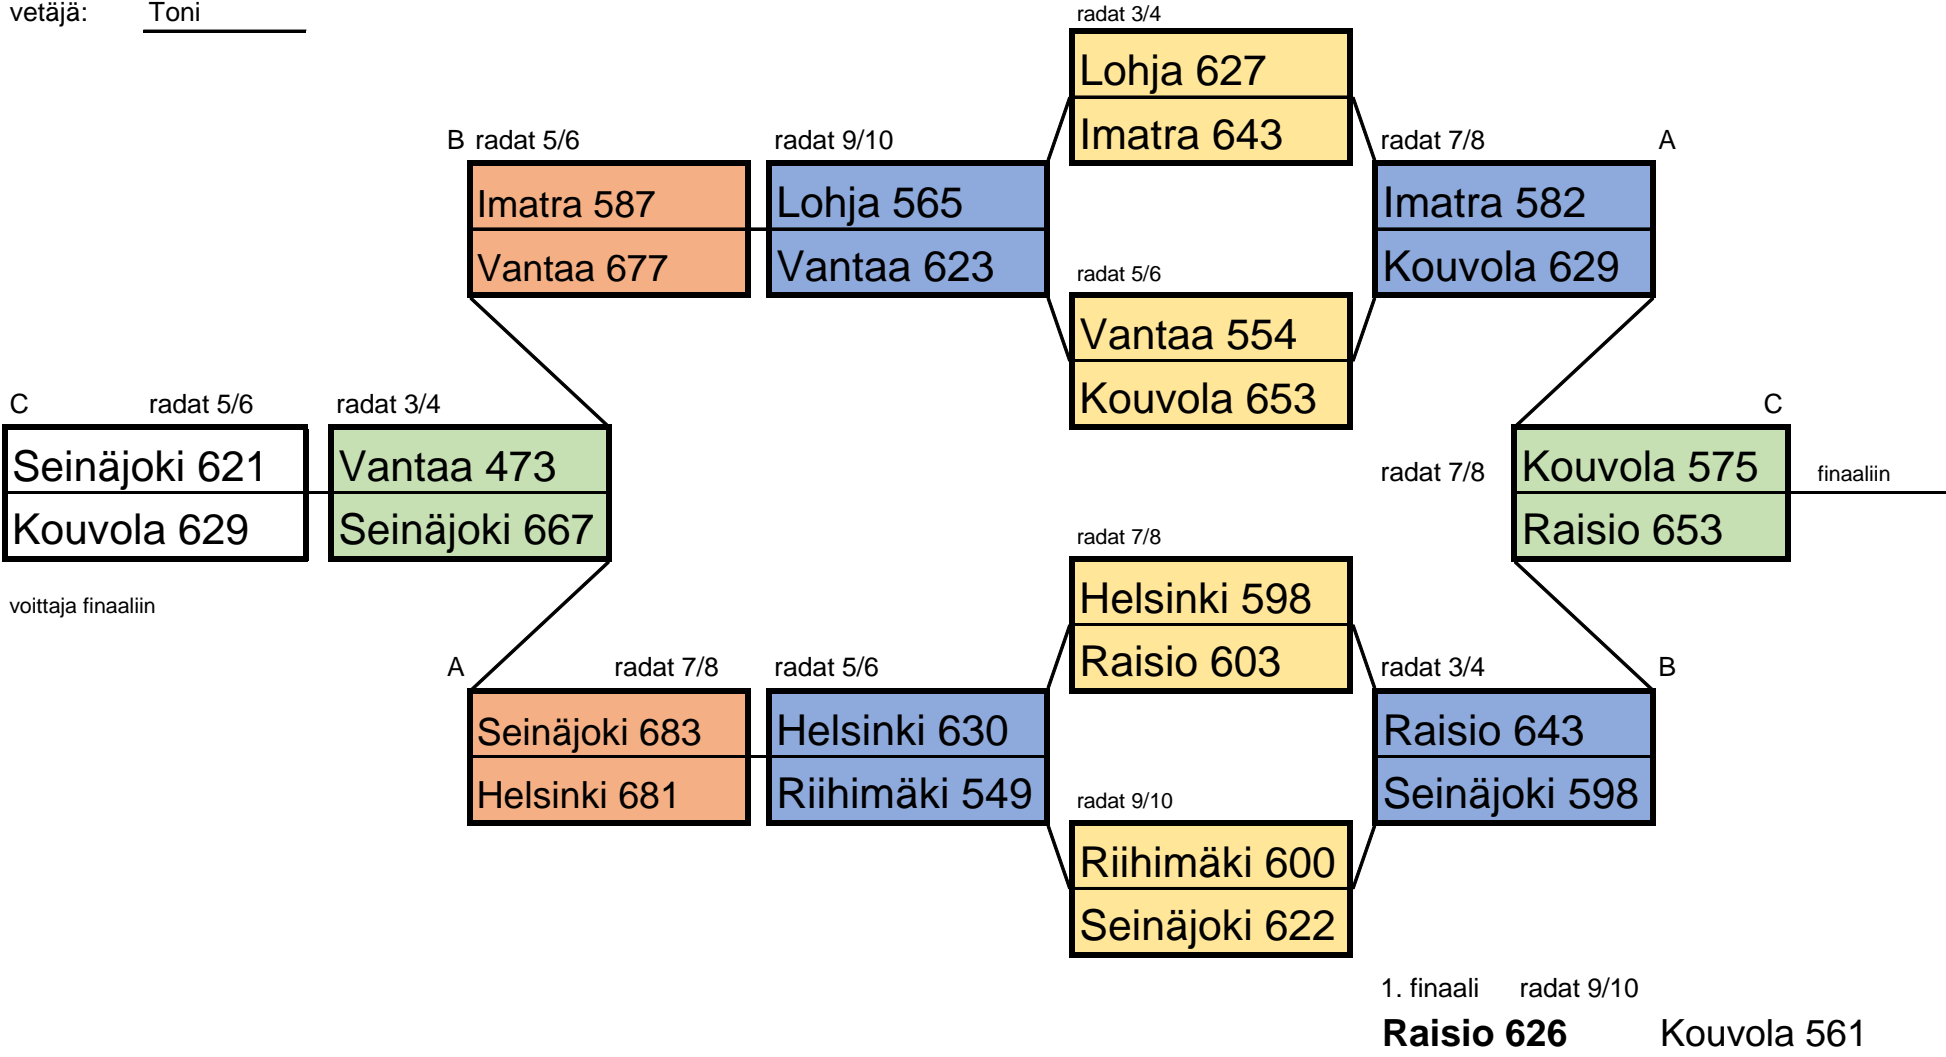 vetäjä: Toni
radat 3/4
Lohja 627
Imatra 643
B radat 5/6
radat 9/10
radat 7/8
A
Imatra 587
Vantaa 677
Lohja 565
Vantaa 623
Imatra 582
Kouvola 629
radat 5/6
Vantaa 554
Kouvola 653
C radat 5/6
radat 3/4
C
Seinäjoki 621
Kouvola 629
Vantaa 473
Seinäjoki 667
radat 7/8
Kouvola 575
Raisio 653
finaaliin
voittaja finaaliin
radat 7/8
Helsinki 598
Raisio 603
A radat 7/8
radat 5/6
radat 3/4
B
Seinäjoki 683
Helsinki 681
Helsinki 630
Riihimäki 549
Raisio 643
Seinäjoki 598
radat 9/10
Riihimäki 600
Seinäjoki 622
1. finaali radat 9/10
Raisio 626 Kouvola 561